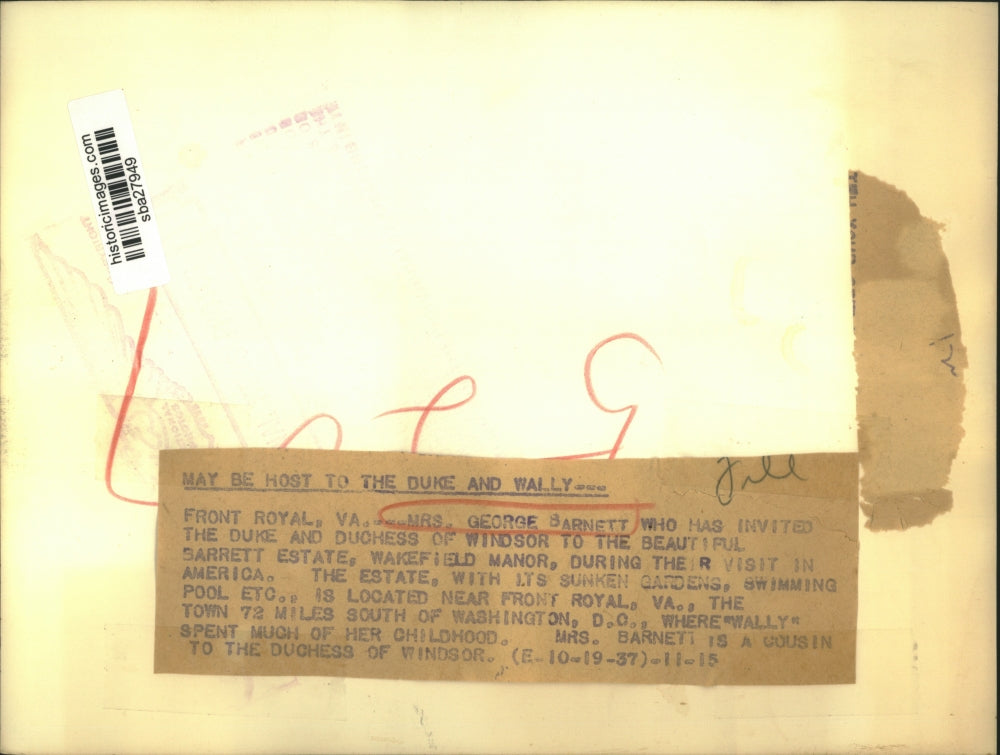 historicimages.com
sba27949
File
MAY BE HOST TO THE DUKE AND WALLY---
FRONT ROYAL, VA.---MRS. GEORGE BARNETT WHO HAS INVITED
THE DUKE AND DUCHESS OF WINDSOR TO THE BEAUTIFUL
BARRETT ESTATE, WAKEFIELD MANOR, DURING THEIR VISIT IN
AMERICA. THE ESTATE, WITH ITS SUNKEN GARDENS, SWIMMING
POOL ETC., IS LOCATED NEAR FRONT ROYAL, VA., THE
TOWN 72 MILES SOUTH OF WASHINGTON, D.C., WHERE "WALLY"
SPENT MUCH OF HER CHILDHOOD. MRS. BARNETT IS A COUSIN
TO THE DUCHESS OF WINDSOR. (E-10-19-37)-11-15